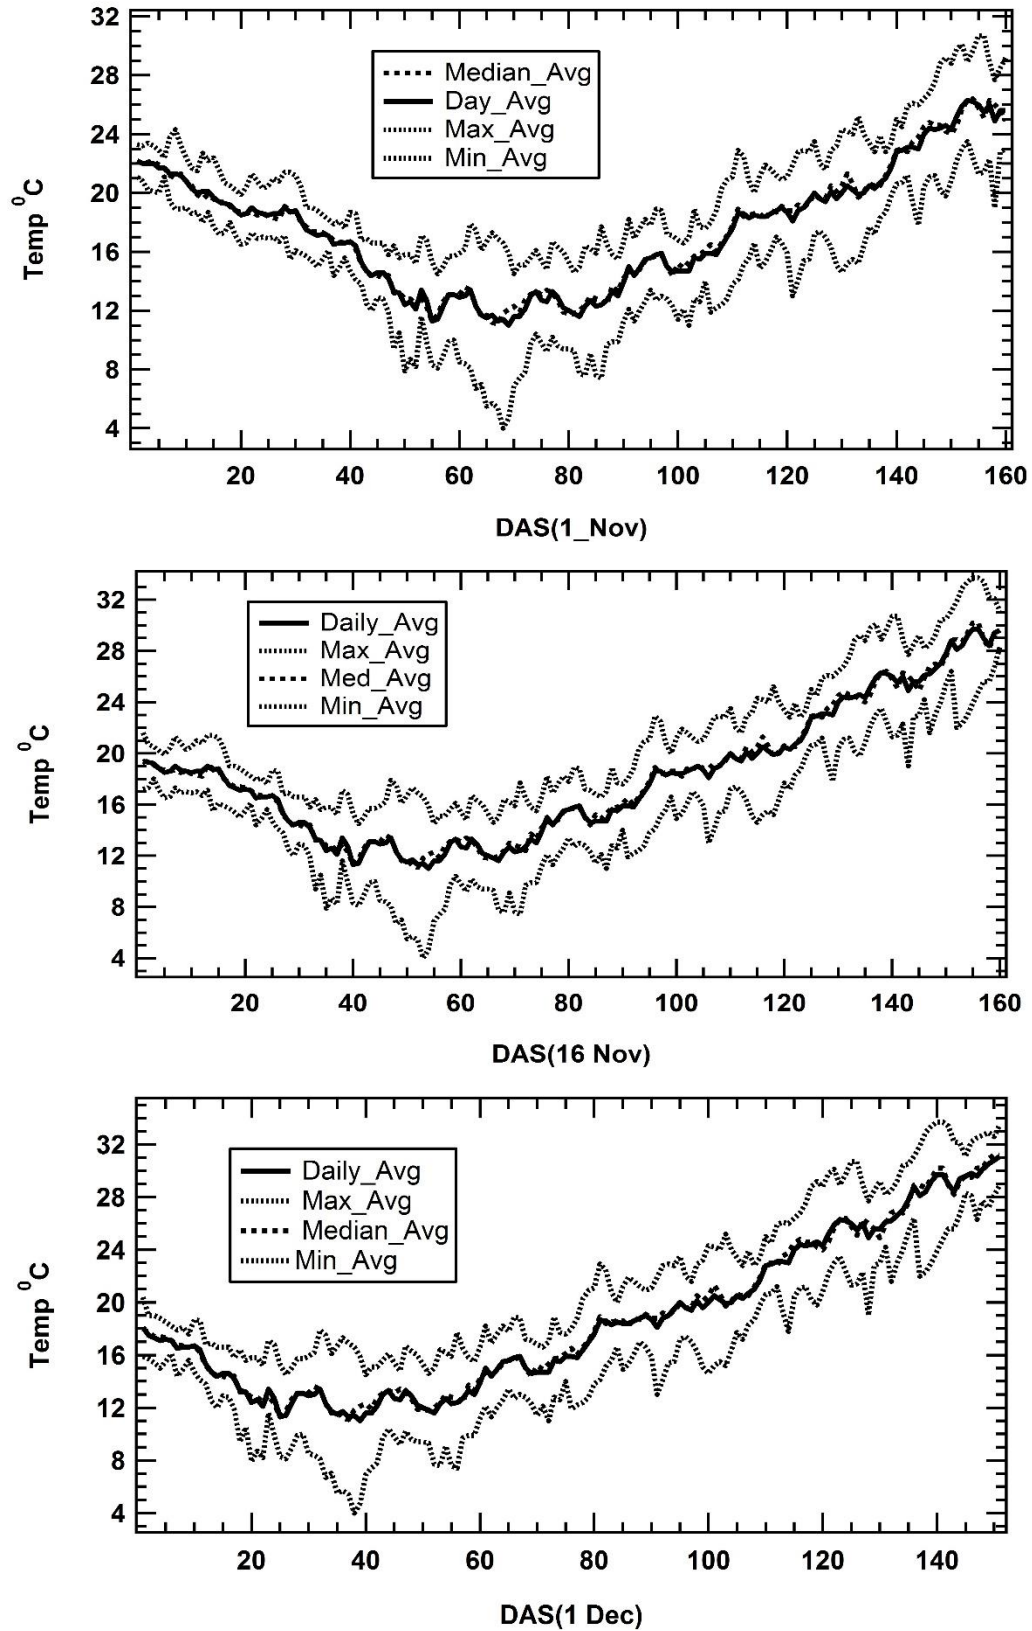 32
28
24
20
16
12
8
4
Temp ⁰C
Median_Avg
Day_Avg
Max_Avg
Min_Avg
20 40 60 80 100 120 140 160
DAS(1_Nov)
32
28
24
20
16
12
8
4
Temp ⁰C
Daily_Avg
Max_Avg
Med_Avg
Min_Avg
20 40 60 80 100 120 140 160
DAS(16 Nov)
32
28
24
20
16
12
8
4
Temp ⁰C
Daily_Avg
Max_Avg
Median_Avg
Min_Avg
20 40 60 80 100 120 140
DAS(1 Dec)